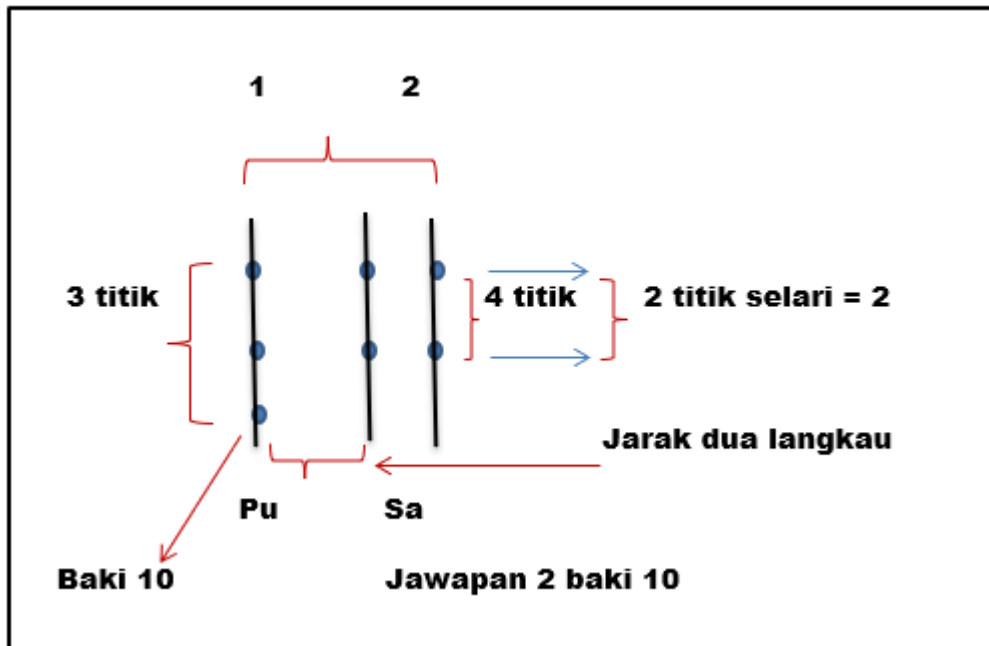 1 2
3 titik 4 titik 2 titik selari = 2
Jarak dua langkau
Pu Sa
Baki 10 Jawapan 2 baki 10